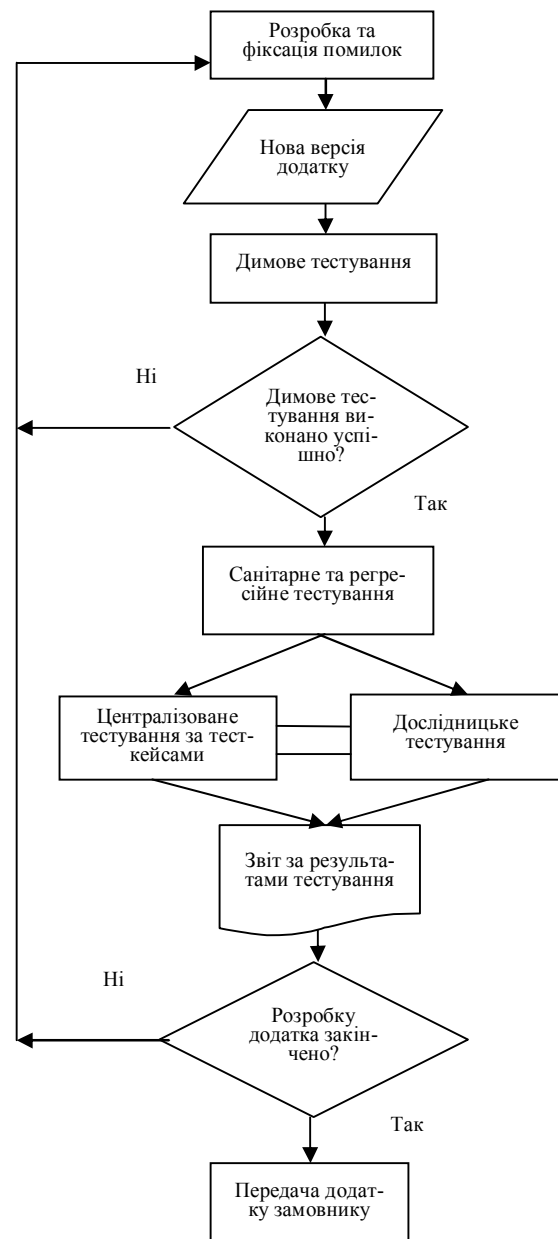 Розробка та
фіксація помилок
Нова версія
додатку
Димове тестування
Ні
Димове тес-
тування ви-
конано успі-
шно?
Так
Санітарне та регре-
сійне тестування
Централізоване
тестування за тест-
кейсами
Дослідницьке
тестування
Звіт за результа-
тами тестування
Ні
Розробку
додатка закін-
чено?
Так
Передача додат-
ку замовнику